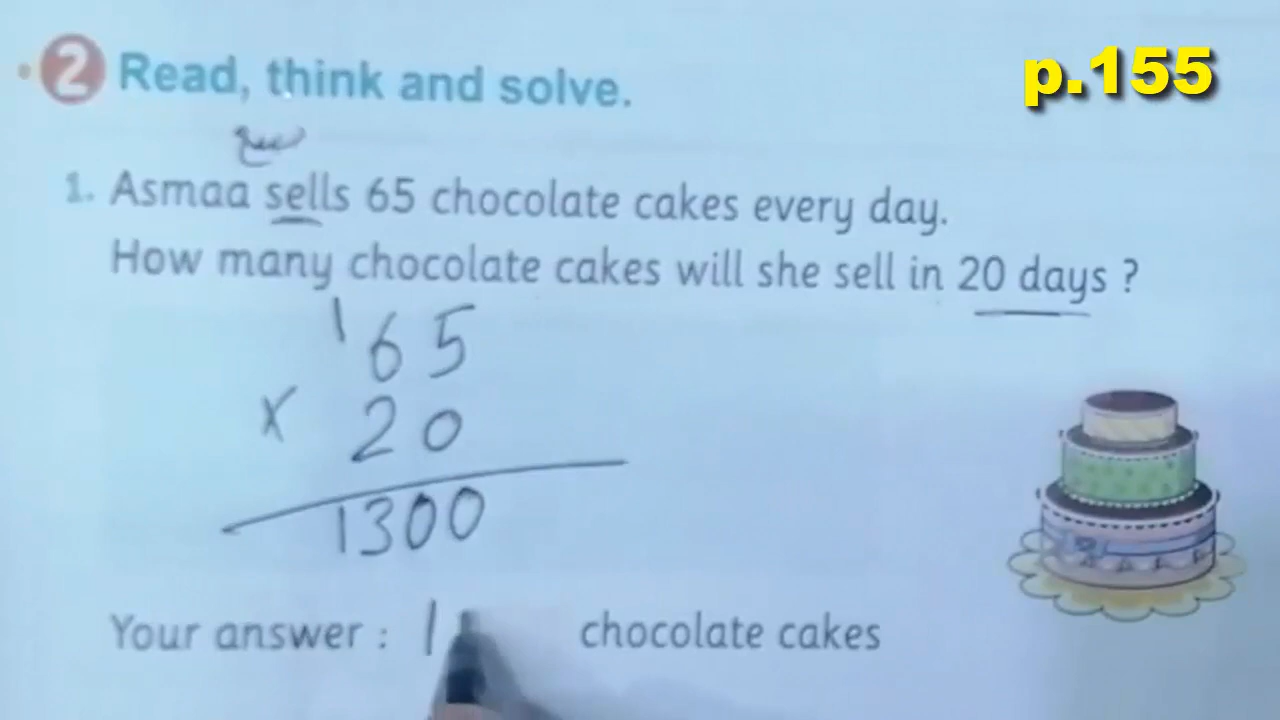 2 Read, think and solve.
p.155
1. Asmaa sells 65 chocolate cakes every day.
How many chocolate cakes will she sell in 20 days ?
1 65
x 20
1300
Your answer : 1 chocolate cakes